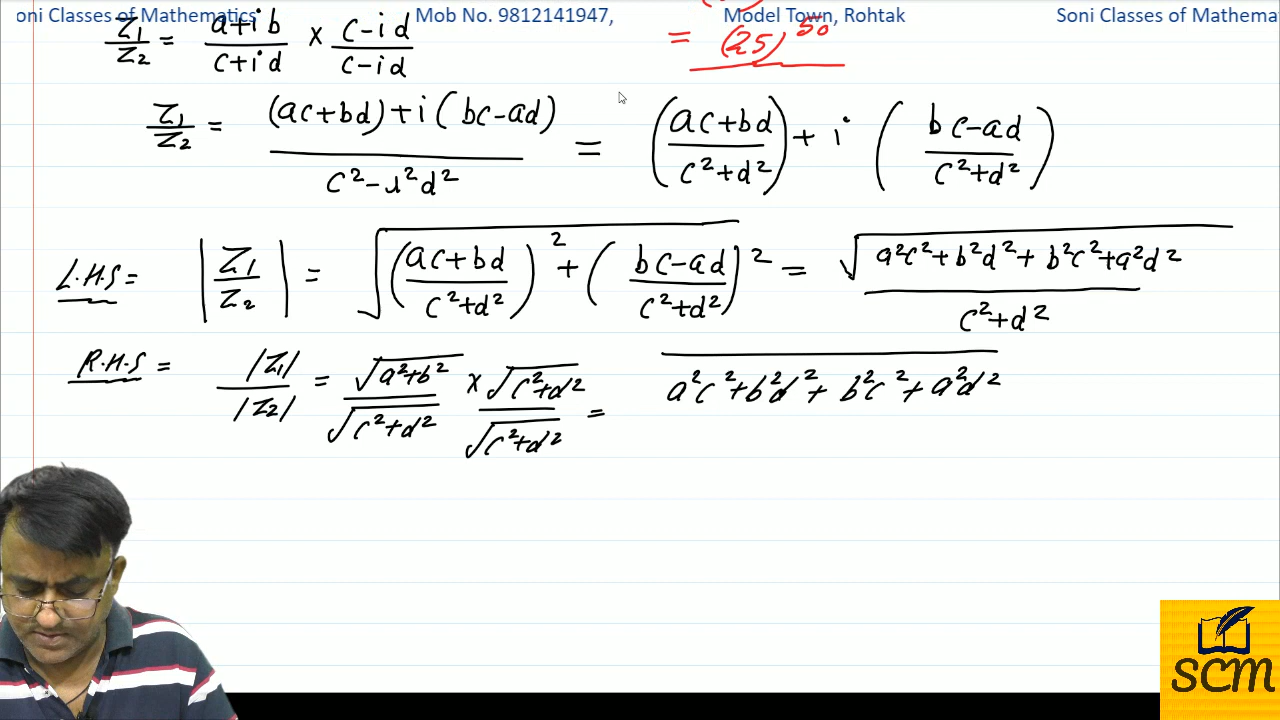 oni Classes of Mathematics Mob No. 9812141947, Model Town, Rohtak Soni Classes of Mathema
Z₁/Z₂ = (a+ib)/(c+id) × (c-id)/(c-id)
= (25)⁵⁰
Z₁/Z₂ = ((ac+bd)+i(bc-ad))/(c²-i²d²) = ((ac+bd)/(c²+d²)) + i ((bc-ad)/(c²+d²))
L.H.S = |Z₁/Z₂| = √(((ac+bd)/(c²+d²))² + ((bc-ad)/(c²+d²))²) = √(a²c²+b²d²+b²c²+a²d²)/(c²+d²)
R.H.S = |Z₁|/|Z₂| = √(a²+b²)/√(c²+d²) × √(c²+d²)/√(c²+d²) = a²c²+b²d²+b²c²+a²d²
SCM